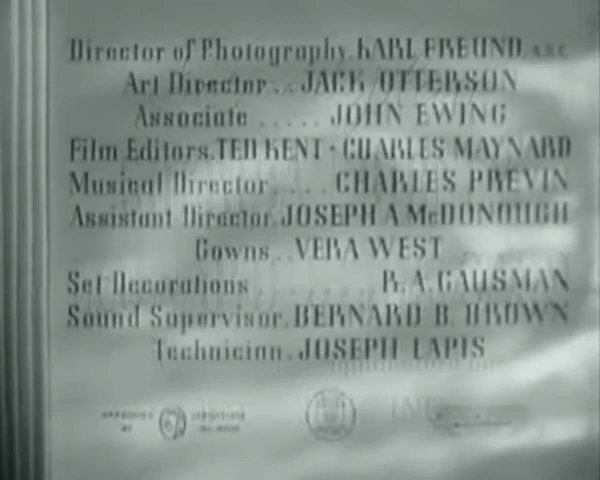 Director of Photography. KARL FREUND. A.S.C.
Art Director... JACK OTTERSON
Associate ..... JOHN EWING
Film Editors. TED KENT · CHARLES MAYNARD
Musical Director .... CHARLES PREVIN
Assistant Director. JOSEPH A McDONOUGH
Gowns.. VERA WEST
Set Decorations ........ R. A. GAUSMAN
Sound Supervisor. BERNARD B. BROWN
Technician. JOSEPH LAPIS